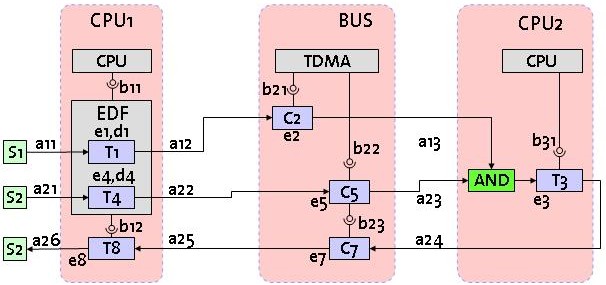 CPU1
BUS
CPU2
CPU
TDMA
CPU
b11
b21
EDF
e1,d1
C2
e2
S1
a11
T1
a12
a13
b31
e4,d4
b22
S2
a21
T4
a22
e5
C5
a23
AND
T3
e3
b12
b23
S2
a26
T8
e8
a25
C7
e7
a24